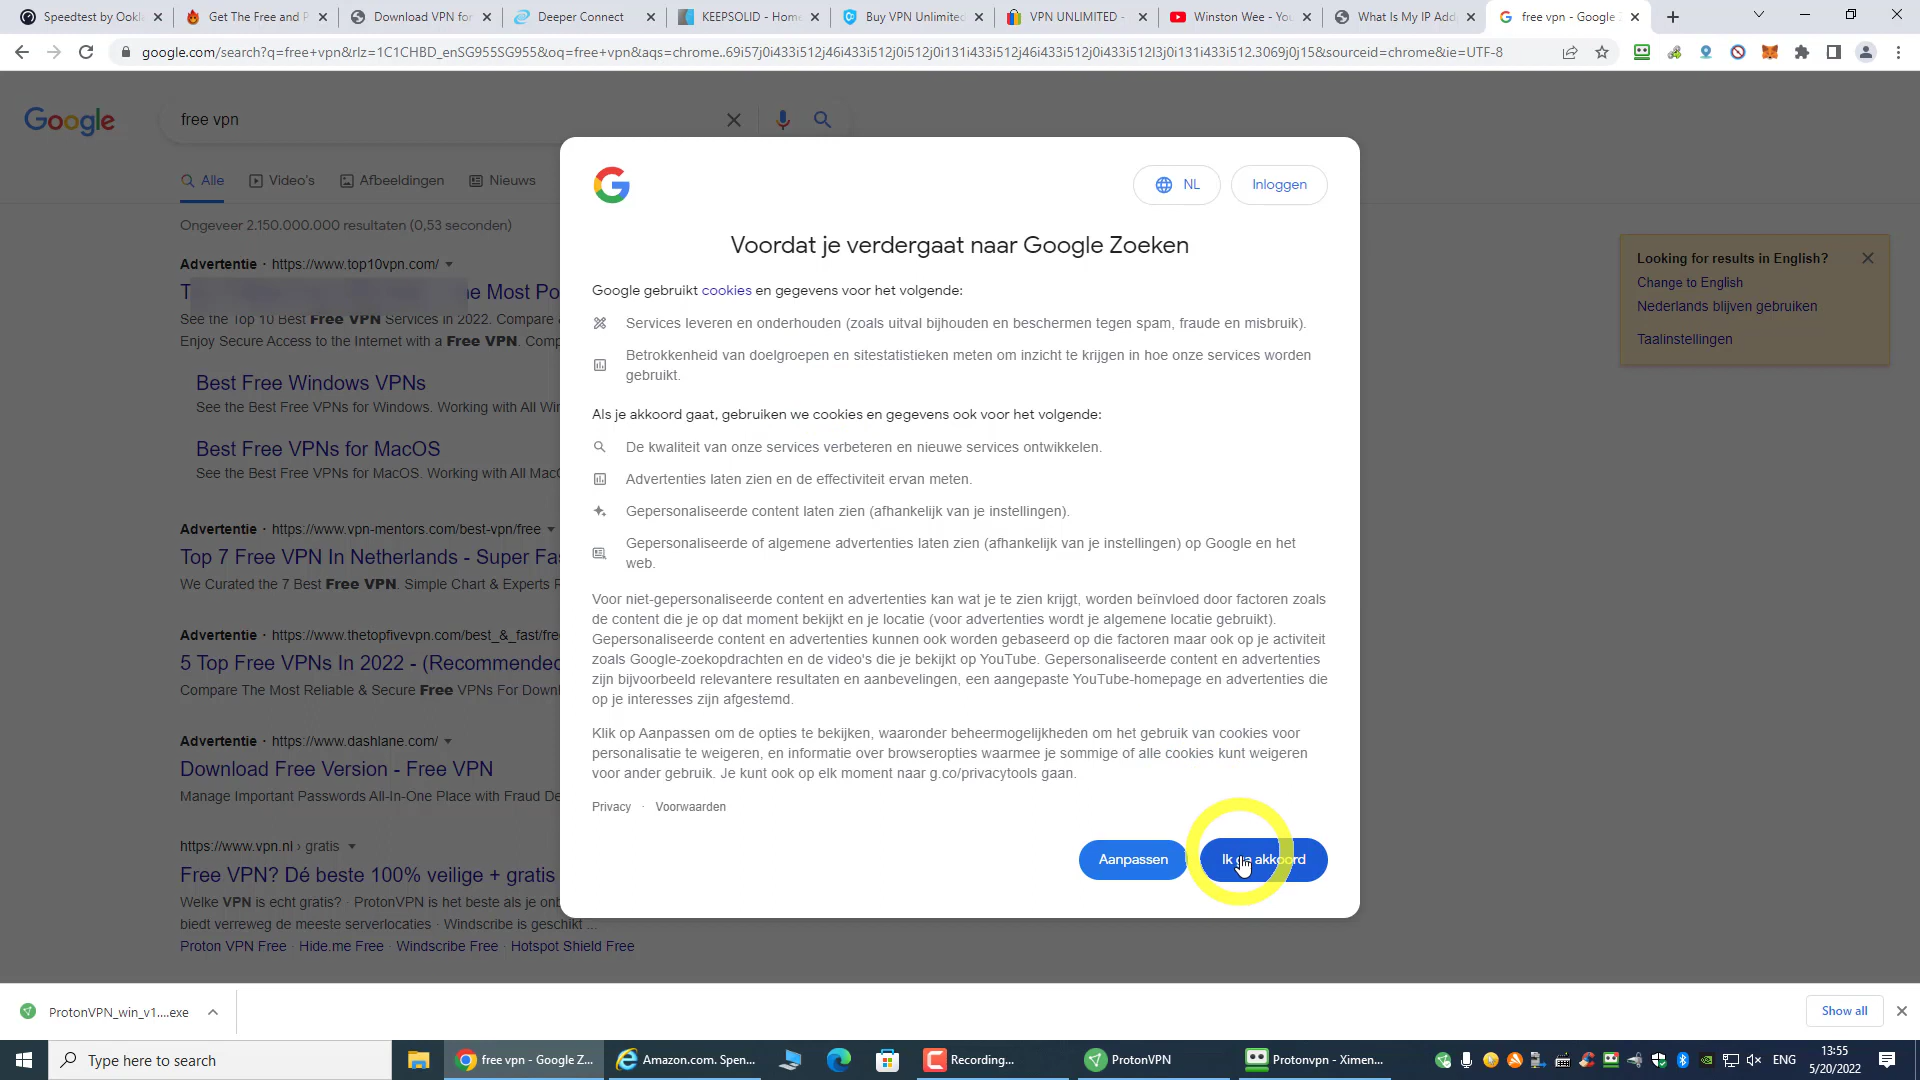 Speedtest by Ookl
Get The Free and P
Download VPN for
Deeper Connect
KEEPSOLID - Home
Buy VPN Unlimited
VPN UNLIMITED -
Winston Wee - You
What Is My IP Add
free vpn - Google
google.com/search?q=free+vpn&rlz=1C1CHBD_enSG955SG955&oq=free+vpn&aqs=chrome..69i57j0i433i512j46i433i512j0i512j0i131i433i512j46i433i512j0i433i512l3j0i131i433i512.3069j0j15&sourceid=chrome&ie=UTF-8
Google
free vpn
Alle
Video's
Afbeeldingen
Nieuws
Ongeveer 2.150.000.000 resultaten (0,53 seconden)
Advertentie · https://www.top10vpn.com/
e Most Po
See the Top 10 Best Free VPN Services in 2022. Compare
Enjoy Secure Access to the Internet with a Free VPN. Comp
Best Free Windows VPNs
See the Best Free VPNs for Windows. Working with All Win
Best Free VPNs for MacOS
See the Best Free VPNs for MacOS. Working with All MacO
Advertentie · https://www.vpn-mentors.com/best-vpn/free
Top 7 Free VPN In Netherlands - Super Fa
We Curated the 7 Best Free VPN. Simple Chart & Experts R
Advertentie · https://www.thetopfivevpn.com/best_&_fast/fre
5 Top Free VPNs In 2022 - (Recommended
Compare The Most Reliable & Secure Free VPNs For Downl
Advertentie · https://www.dashlane.com/
Download Free Version - Free VPN
Manage Important Passwords All-In-One Place with Fraud De
https://www.vpn.nl › gratis
Free VPN? Dé beste 100% veilige + gratis
Welke VPN is echt gratis? · ProtonVPN is het beste als je onb
biedt verreweg de meeste serverlocaties · Windscribe is geschikt ...
Proton VPN Free · Hide.me Free · Windscribe Free · Hotspot Shield Free
NL
Inloggen
Voordat je verdergaat naar Google Zoeken
Google gebruikt cookies en gegevens voor het volgende:
Services leveren en onderhouden (zoals uitval bijhouden en beschermen tegen spam, fraude en misbruik).
Betrokkenheid van doelgroepen en sitestatistieken meten om inzicht te krijgen in hoe onze services worden
gebruikt.
Als je akkoord gaat, gebruiken we cookies en gegevens ook voor het volgende:
De kwaliteit van onze services verbeteren en nieuwe services ontwikkelen.
Advertenties laten zien en de effectiviteit ervan meten.
Gepersonaliseerde content laten zien (afhankelijk van je instellingen).
Gepersonaliseerde of algemene advertenties laten zien (afhankelijk van je instellingen) op Google en het
web.
Voor niet-gepersonaliseerde content en advertenties kan wat je te zien krijgt, worden beïnvloed door factoren zoals
de content die je op dat moment bekijkt en je locatie (voor advertenties wordt je algemene locatie gebruikt).
Gepersonaliseerde content en advertenties kunnen ook worden gebaseerd op die factoren maar ook op je activiteit
zoals Google-zoekopdrachten en de video's die je bekijkt op YouTube. Gepersonaliseerde content en advertenties
zijn bijvoorbeeld relevantere resultaten en aanbevelingen, een aangepaste YouTube-homepage en advertenties die
op je interesses zijn afgestemd.
Klik op Aanpassen om de opties te bekijken, waaronder beheermogelijkheden om het gebruik van cookies voor
personalisatie te weigeren, en informatie over browseropties waarmee je sommige of alle cookies kunt weigeren
voor ander gebruik. Je kunt ook op elk moment naar g.co/privacytools gaan.
Privacy · Voorwaarden
Aanpassen
Ik ga akkoord
Looking for results in English?
Change to English
Nederlands blijven gebruiken
Taalinstellingen
ProtonVPN_win_v1....exe
Show all
Type here to search
free vpn - Google Z...
Amazon.com. Spen...
Recording...
ProtonVPN
Protonvpn - Ximen...
ENG
13:55
5/20/2022